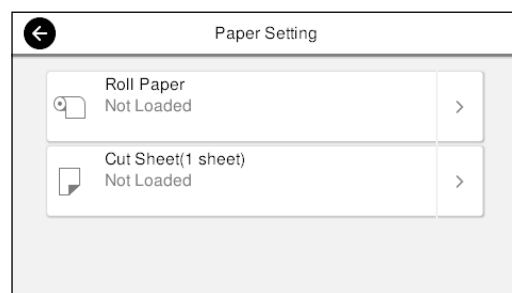 Paper Setting
Roll Paper
Not Loaded
Cut Sheet(1 sheet)
Not Loaded